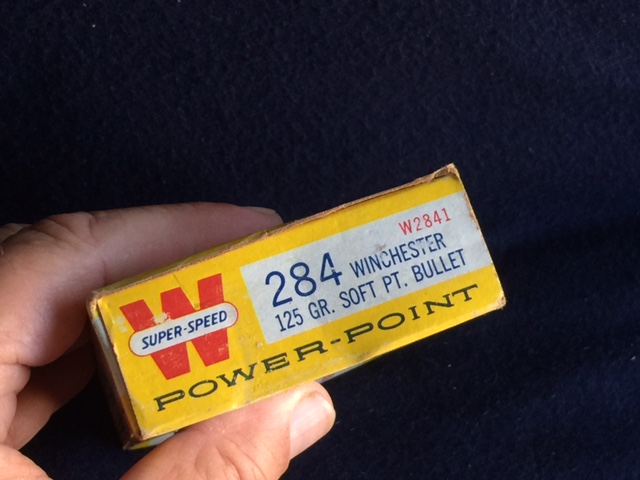 W2841
284 WINCHESTER
125 GR. SOFT PT. BULLET
W
SUPER-SPEED
POWER-POINT